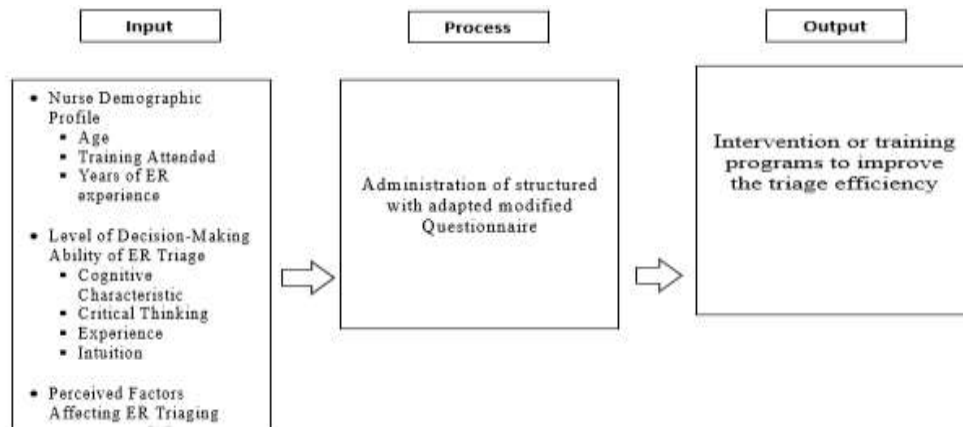 Input
Process
Output
• Nurse Demographic
Profile
▪ Age
▪ Training Attended
▪ Years of ER
experience
• Level of Decision-Making
Ability of ER Triage
▪ Cognitive
Characteristic
▪ Critical Thinking
▪ Experience
▪ Intuition
• Perceived Factors
Affecting ER Triaging
Administration of structured
with adapted modified
Questionnaire
Intervention or training
programs to improve
the triage efficiency